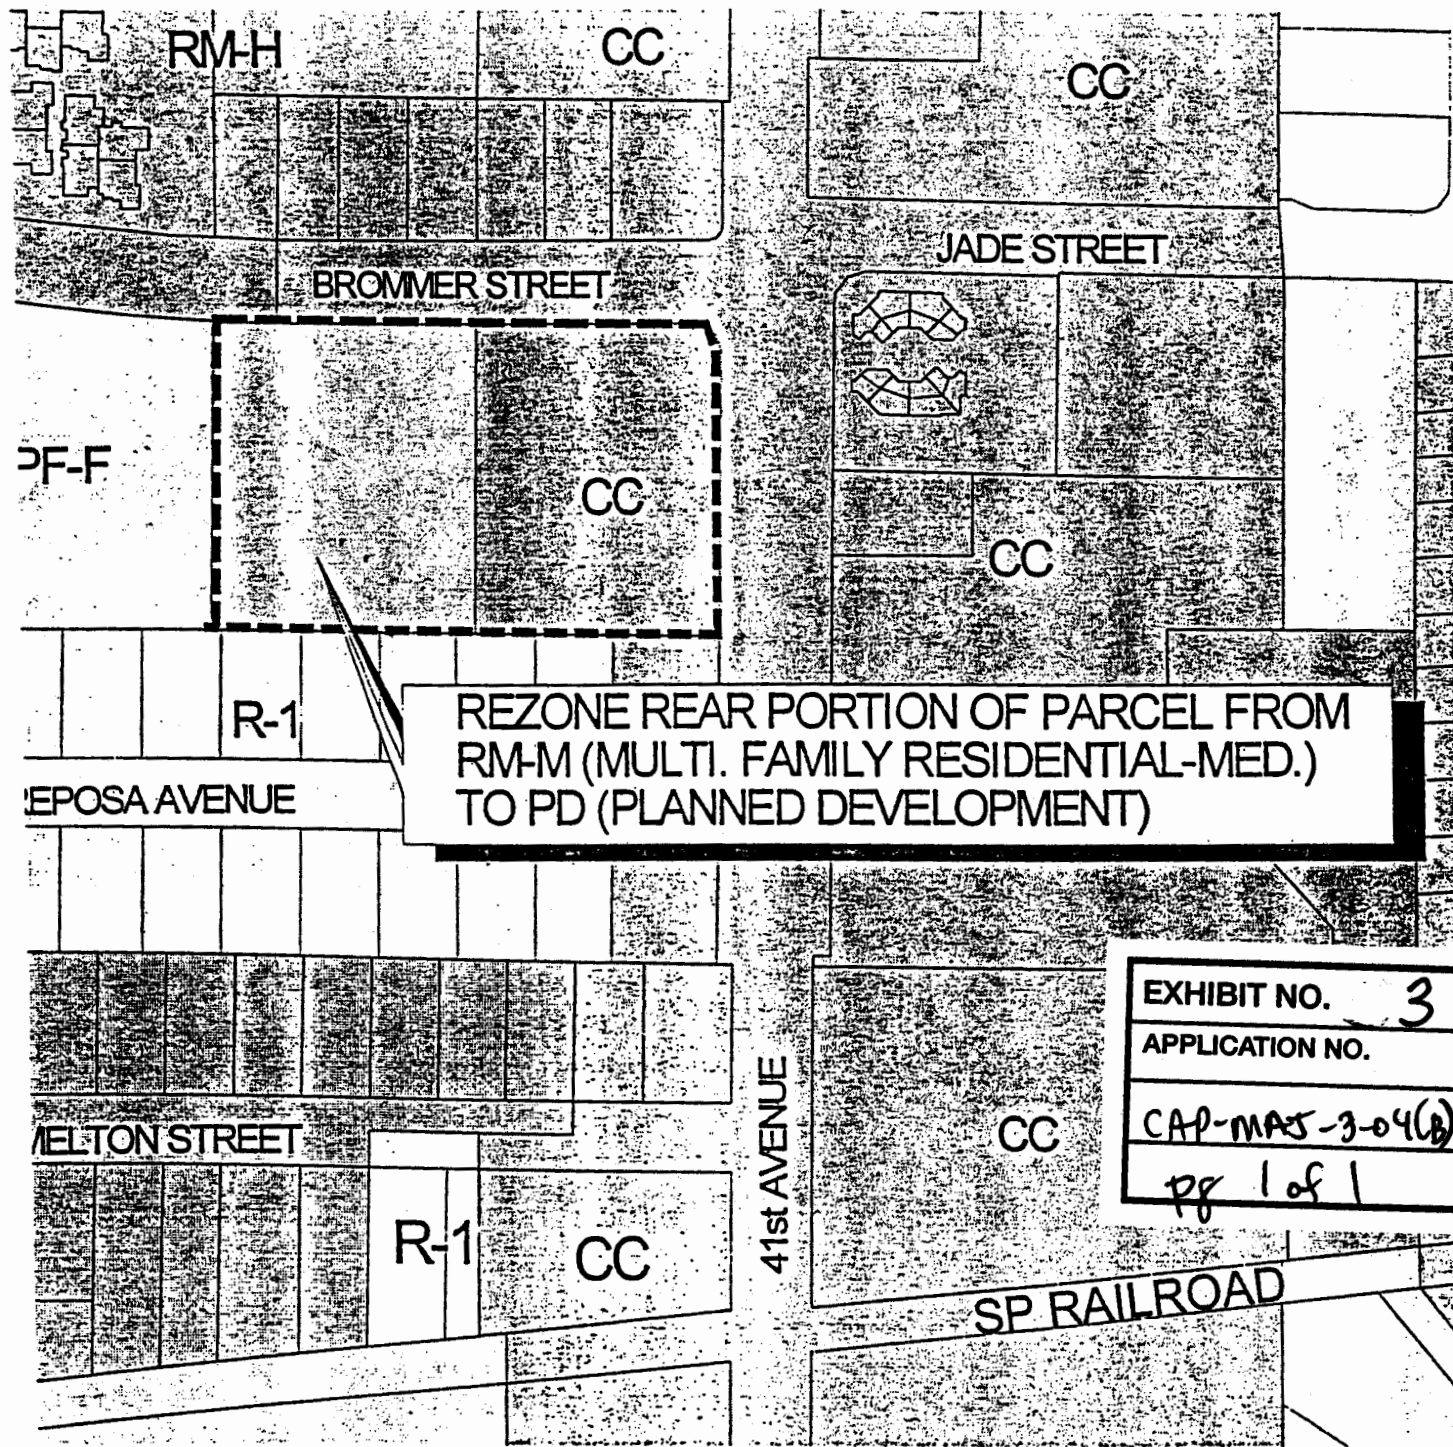 RM-H
CC
CC
JADE STREET
BROMMER STREET
PF-F
CC
CC
R-1
REZONE REAR PORTION OF PARCEL FROM
RM-M (MULTI. FAMILY RESIDENTIAL-MED.)
TO PD (PLANNED DEVELOPMENT)
EPOSA AVENUE
EXHIBIT NO. 3
APPLICATION NO.
CAP-MAJ-3-04(B)
pg 1 of 1
41st AVENUE
CC
MELTON STREET
R-1
CC
SP RAILROAD